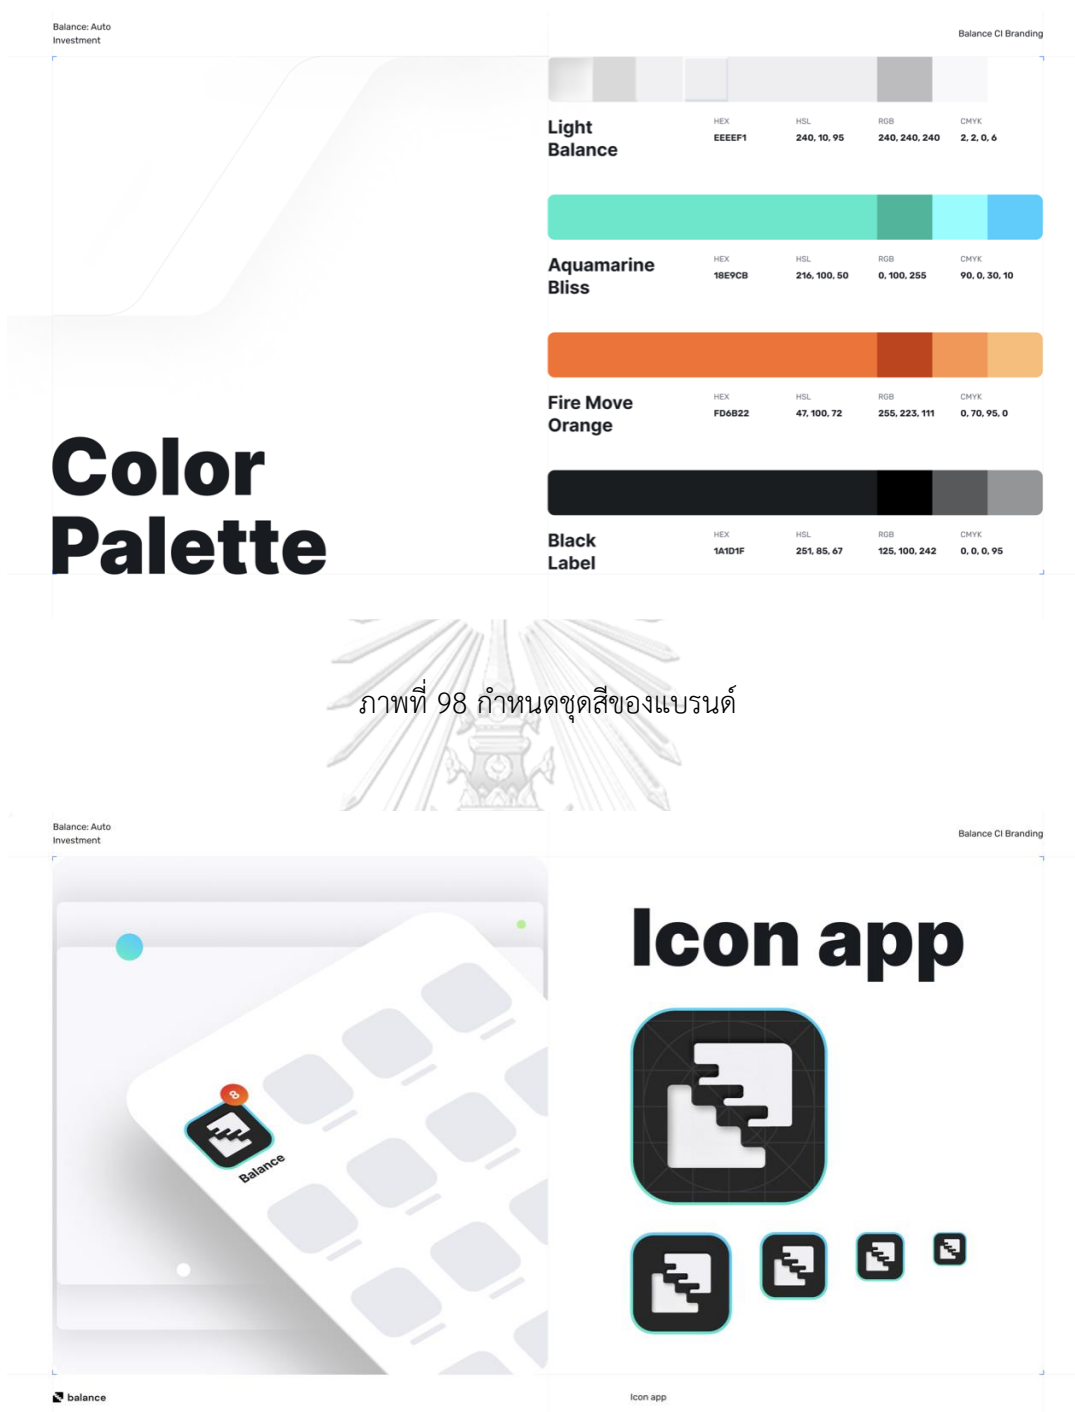 Balance: Auto
Investment
Balance CI Branding
Color
Palette
Light
Balance
HEX HSL RGB CMYK
EEEEF1 240, 10, 95 240, 240, 240 2, 2, 0, 6
Aquamarine
Bliss
HEX HSL RGB CMYK
18E9CB 216, 100, 50 0, 100, 255 90, 0, 30, 10
Fire Move
Orange
HEX HSL RGB CMYK
FD6B22 47, 100, 72 255, 223, 111 0, 70, 95, 0
Black
Label
HEX HSL RGB CMYK
1A1D1F 251, 85, 67 125, 100, 242 0, 0, 0, 95
ภาพที่ 98 กำหนดชุดสีของแบรนด์
Balance: Auto
Investment
Balance CI Branding
8
Balance
Icon app
balance
Icon app